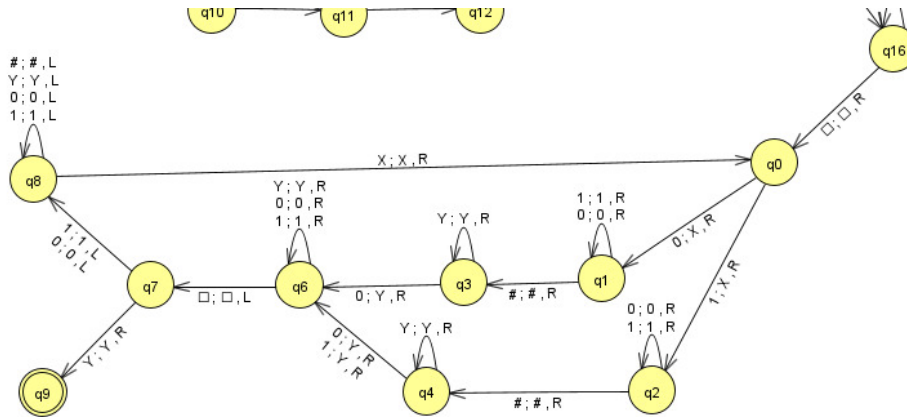 q10
q11
q12
q16
□; □, R
#; #, L
Y; Y, L
0; 0, L
1; 1, L
q8
X; X, R
q0
Y; Y, R
0; 0, R
1; 1, R
Y; Y, R
1; 1, R
0; 0, R
0; X, R
1; X, R
1; 1, L
0; 0, L
q7
□; □, L
q6
0; Y, R
q3
#; #, R
q1
Y; Y, R
q9
0; Y, R
1; Y, R
Y; Y, R
q4
#; #, R
0; 0, R
1; 1, R
q2